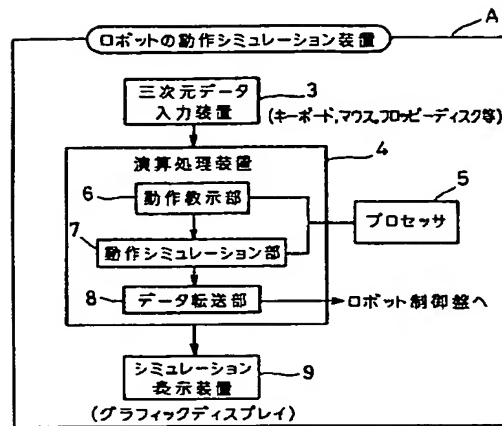 ロボットの動作シミュレーション装置
A
三次元データ
入力装置
3
(キーボード,マウス,フロッピーディスク等)
4
演算処理装置
6
動作教示部
5
プロセッサ
7
動作シミュレーション部
8
データ転送部
ロボット制御盤へ
シミュレーション
表示装置
9
(グラフィックディスプレイ)